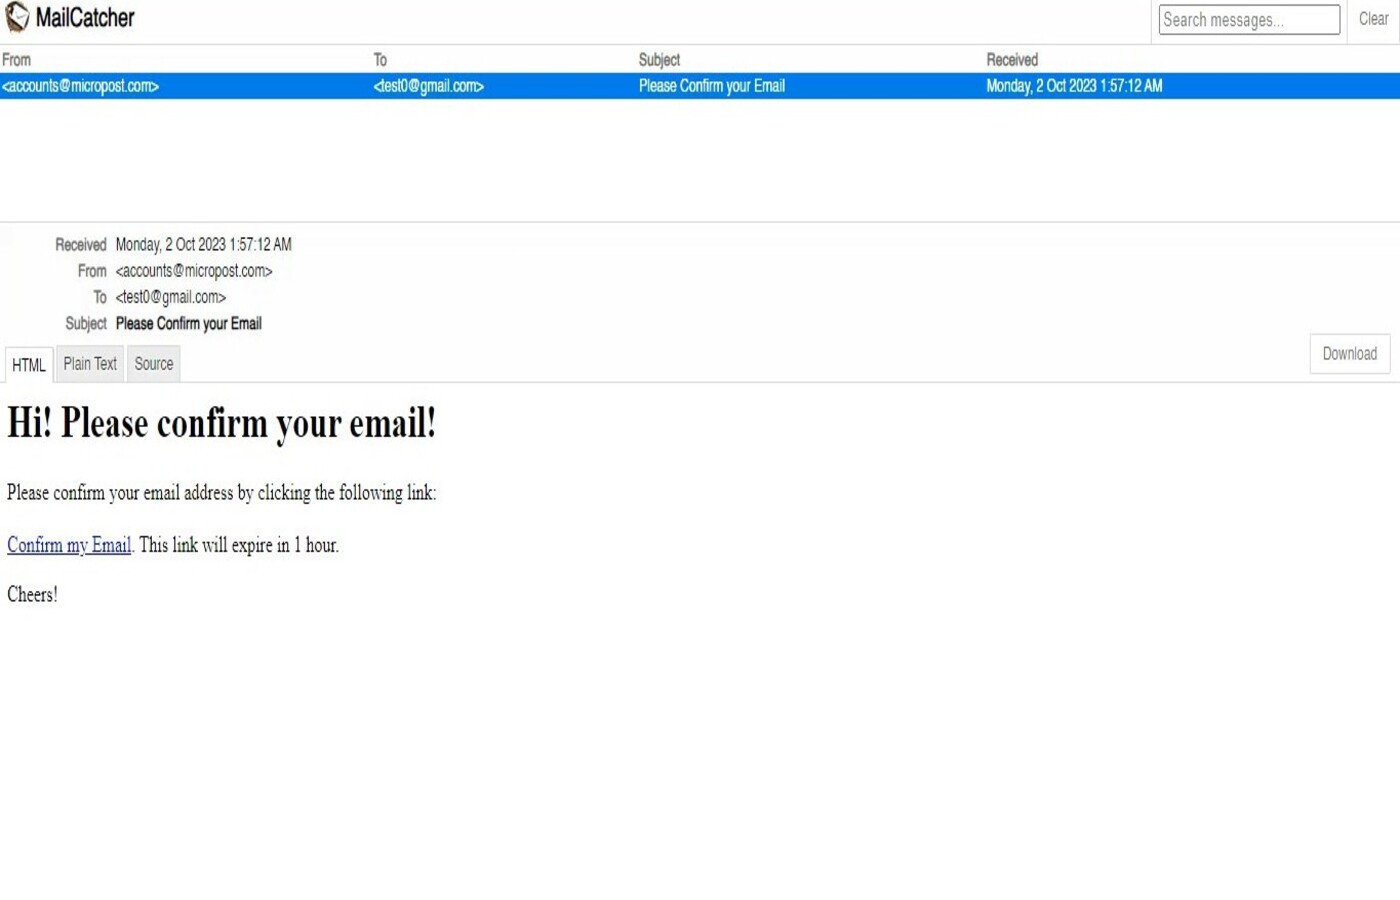 MailCatcher
Search messages...
Clear
From To Subject Received
<accounts@micropost.com> <test0@gmail.com> Please Confirm your Email Monday, 2 Oct 2023 1:57:12 AM
Received Monday, 2 Oct 2023 1:57:12 AM
From <accounts@micropost.com>
To <test0@gmail.com>
Subject Please Confirm your Email
HTML Plain Text Source
Download
Hi! Please confirm your email!
Please confirm your email address by clicking the following link:
Confirm my Email. This link will expire in 1 hour.
Cheers!